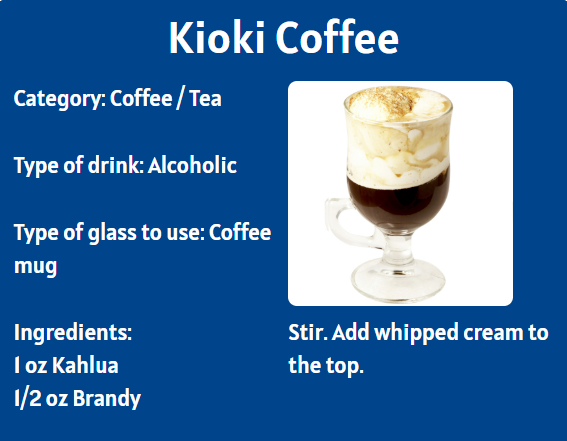 Kioki Coffee
Category: Coffee / Tea
Type of drink: Alcoholic
Type of glass to use: Coffee
mug
Ingredients:
1 oz Kahlua
1/2 oz Brandy
Stir. Add whipped cream to
the top.